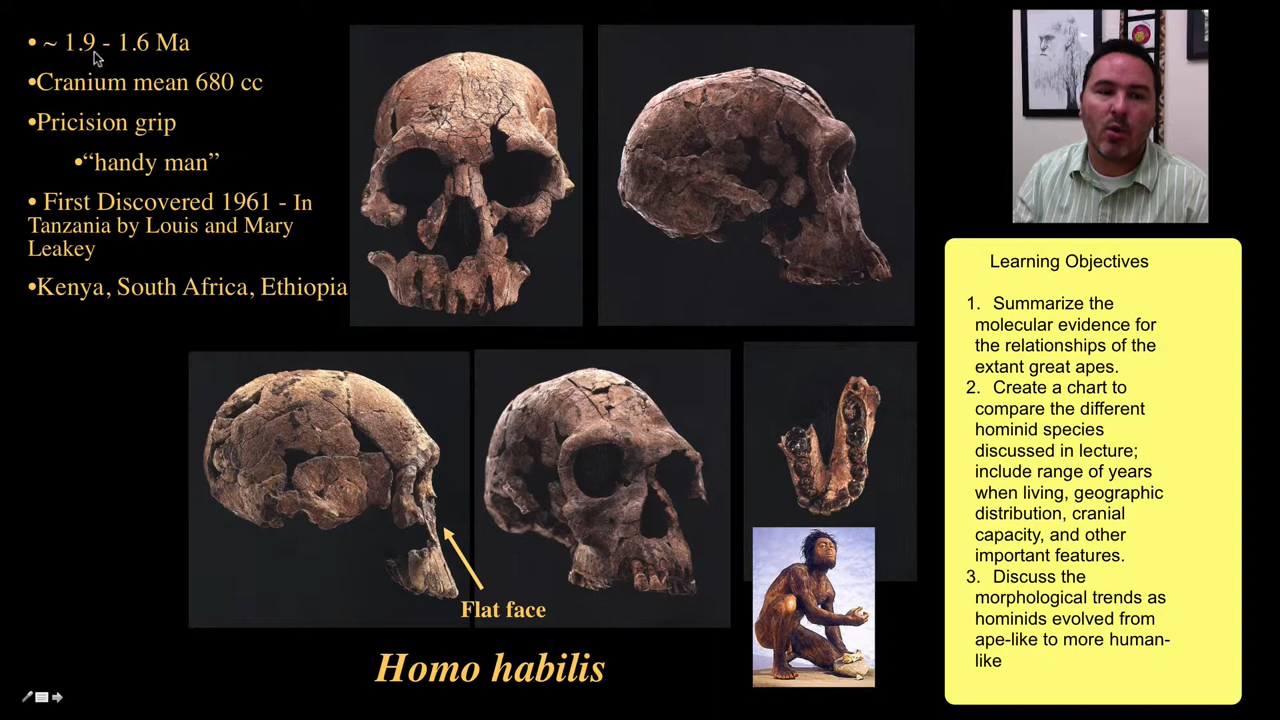 • ~ 1.9 - 1.6 Ma
•Cranium mean 680 cc
•Pricision grip
•“handy man”
• First Discovered 1961 - In
Tanzania by Louis and Mary
Leakey
•Kenya, South Africa, Ethiopia
Flat face
Homo habilis
Learning Objectives
1. Summarize the
molecular evidence for
the relationships of the
extant great apes.
2. Create a chart to
compare the different
hominid species
discussed in lecture;
include range of years
when living, geographic
distribution, cranial
capacity, and other
important features.
3. Discuss the
morphological trends as
hominids evolved from
ape-like to more human-
like